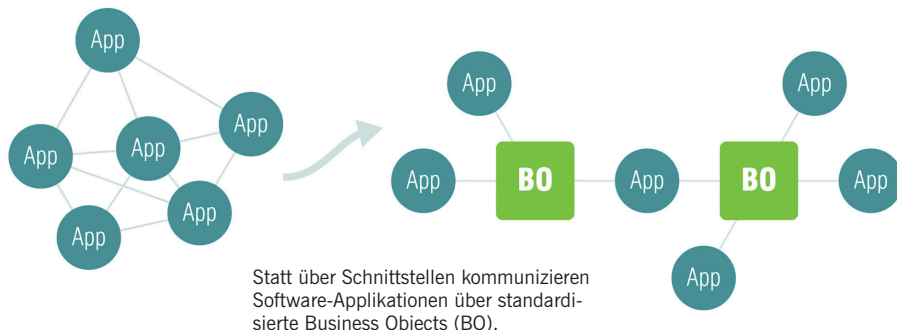 App
App
App
App
App
App
App
App
BO
App
BO
App
App
App
Statt über Schnittstellen kommunizieren
Software-Applikationen über standardi-
sierte Business Objects (BO).